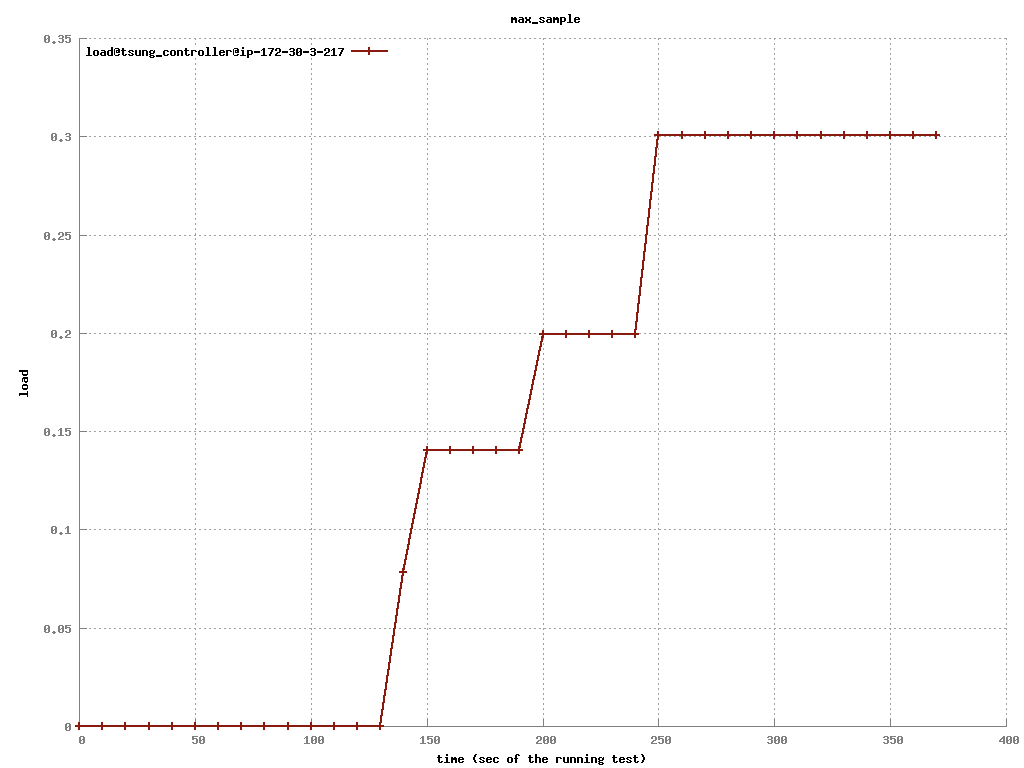 max_sample
load@tsung_controller@ip-172-30-3-217
0.35
0.3
0.25
0.2
0.15
0.1
0.05
0
load
0 50 100 150 200 250 300 350 400
time (sec of the running test)